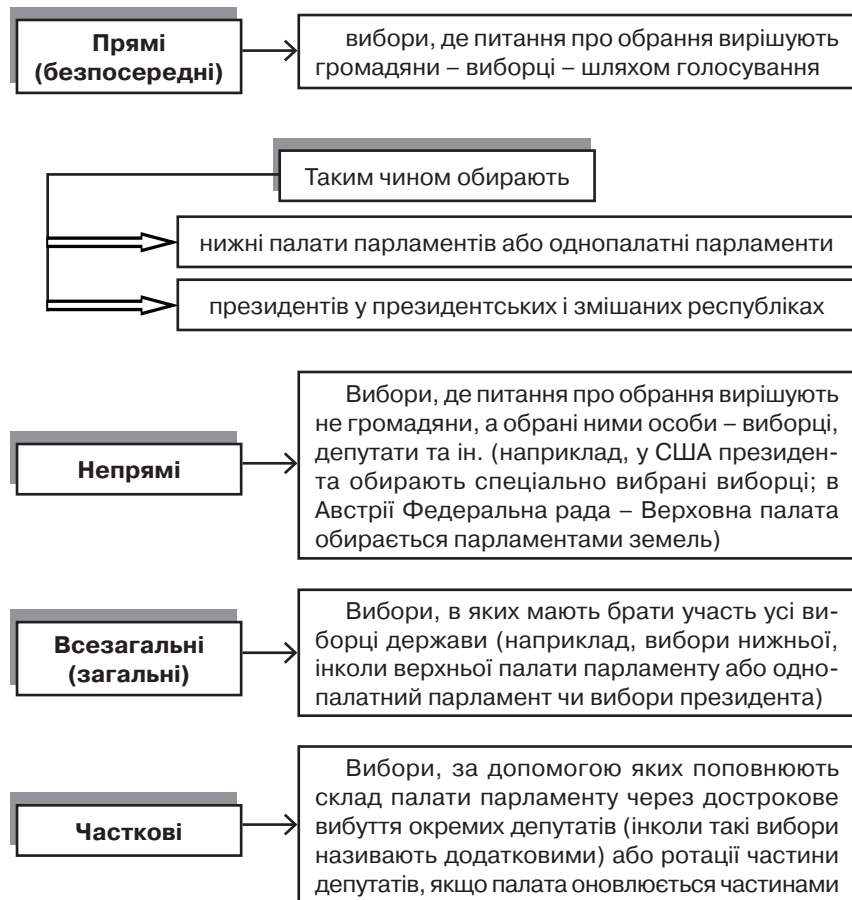 Прямі
(безпосередні)
вибори, де питання про обрання вирішують
громадяни – виборці – шляхом голосування
Таким чином обирають
нижні палати парламентів або однопалатні парламенти
президентів у президентських і змішаних республіках
Непрямі
Вибори, де питання про обрання вирішують
не громадяни, а обрані ними особи – виборці,
депутати та ін. (наприклад, у США президен-
та обирають спеціально вибрані виборці; в
Австрії Федеральна рада – Верховна палата
обирається парламентами земель)
Всезагальні
(загальні)
Вибори, в яких мають брати участь усі ви-
борці держави (наприклад, вибори нижньої,
інколи верхньої палати парламенту або одно-
палатний парламент чи вибори президента)
Часткові
Вибори, за допомогою яких поповнюють
склад палати парламенту через дострокове
вибуття окремих депутатів (інколи такі вибори
називають додатковими) або ротації частини
депутатів, якщо палата оновлюється частинами